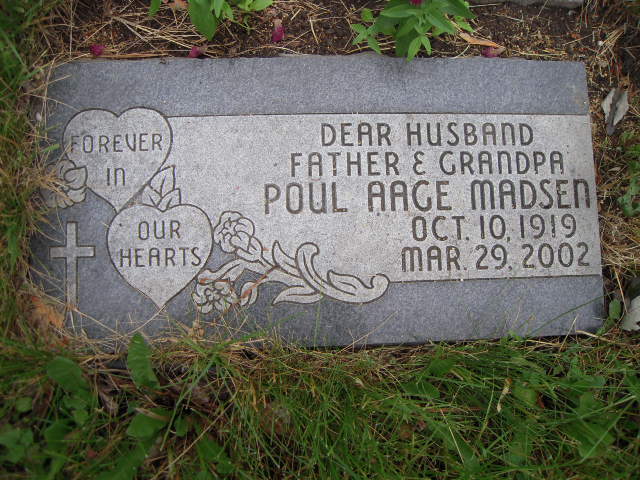 FOREVER
IN
OUR
HEARTS
DEAR HUSBAND
FATHER & GRANDPA
POUL AAGE MADSEN
OCT. 10, 1919
MAR. 29, 2002